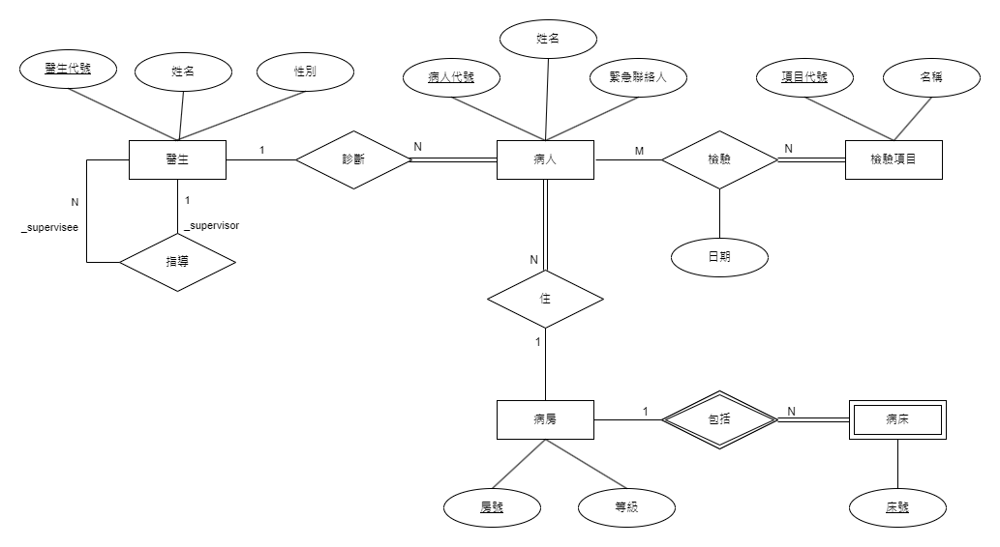 姓名
醫生代號
姓名
性別
病人代號
緊急聯絡人
項目代號
名稱
醫生
1
診斷
N
病人
M
檢驗
N
檢驗項目
N
1
_supervisee
_supervisor
指導
日期
N
住
1
病房
1
包括
N
病床
房號
等級
床號